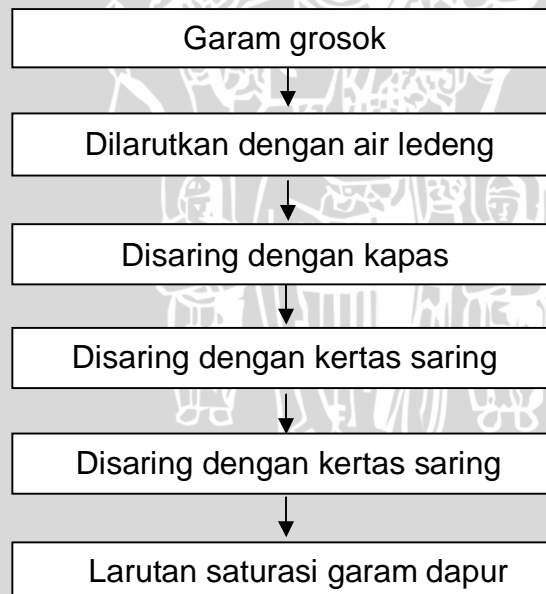 Garam grosok
Dilarutkan dengan air ledeng
Disaring dengan kapas
Disaring dengan kertas saring
Disaring dengan kertas saring
Larutan saturasi garam dapur